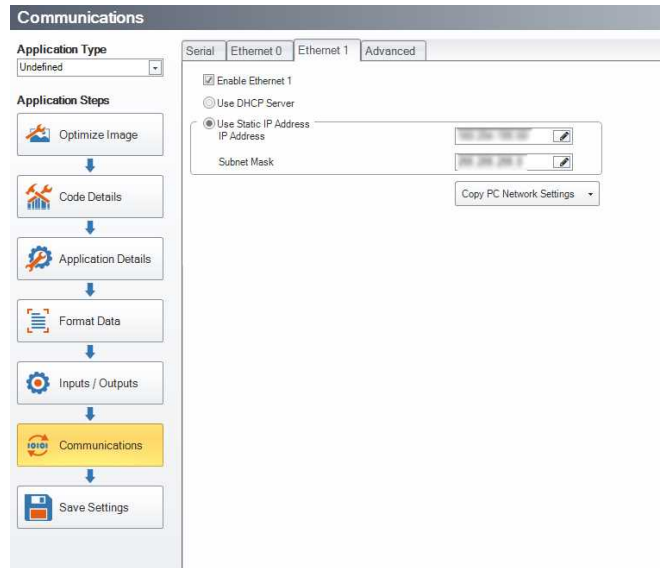 Communications
Application Type
Undefined
Application Steps
Optimize Image
Code Details
Application Details
Format Data
Inputs / Outputs
Communications
Save Settings
Serial
Ethernet 0
Ethernet 1
Advanced
Enable Ethernet 1
Use DHCP Server
Use Static IP Address
IP Address
Subnet Mask
Copy PC Network Settings